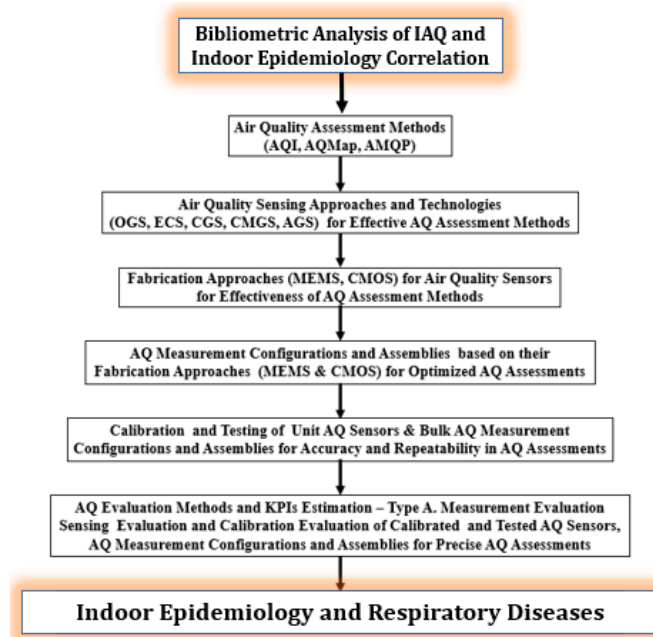 Bibliometric Analysis of IAQ and
Indoor Epidemiology Correlation
Air Quality Assessment Methods
(AQI, AQMap, AMQP)
Air Quality Sensing Approaches and Technologies
(OGS, ECS, CGS, CMGS, AGS) for Effective AQ Assessment Methods
Fabrication Approaches (MEMS, CMOS) for Air Quality Sensors
for Effectiveness of AQ Assessment Methods
AQ Measurement Configurations and Assemblies based on their
Fabrication Approaches (MEMS & CMOS) for Optimized AQ Assessments
Calibration and Testing of Unit AQ Sensors & Bulk AQ Measurement
Configurations and Assemblies for Accuracy and Repeatability in AQ Assessments
AQ Evaluation Methods and KPIs Estimation – Type A. Measurement Evaluation
Sensing Evaluation and Calibration Evaluation of Calibrated and Tested AQ Sensors,
AQ Measurement Configurations and Assemblies for Precise AQ Assessments
Indoor Epidemiology and Respiratory Diseases